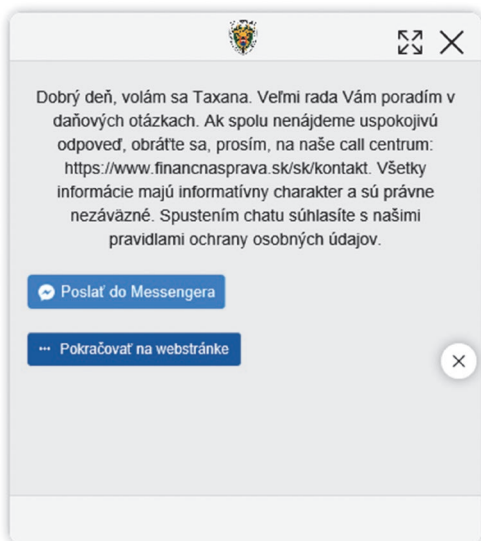 Dobrý deň, volám sa Taxana. Veľmi rada Vám poradím v
daňových otázkach. Ak spolu nenájdeme uspokojivú
odpoveď, obráťte sa, prosím, na naše call centrum:
https://www.financnasprava.sk/sk/kontakt. Všetky
informácie majú informatívny charakter a sú právne
nezáväzné. Spustením chatu súhlasíte s našimi
pravidlami ochrany osobných údajov.
Poslať do Messengera
Pokračovať na webstránke